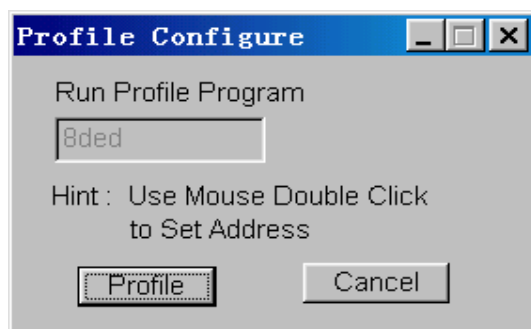 Profile Configure
Run Profile Program
8ded
Hint : Use Mouse Double Click
to Set Address
Profile Cancel